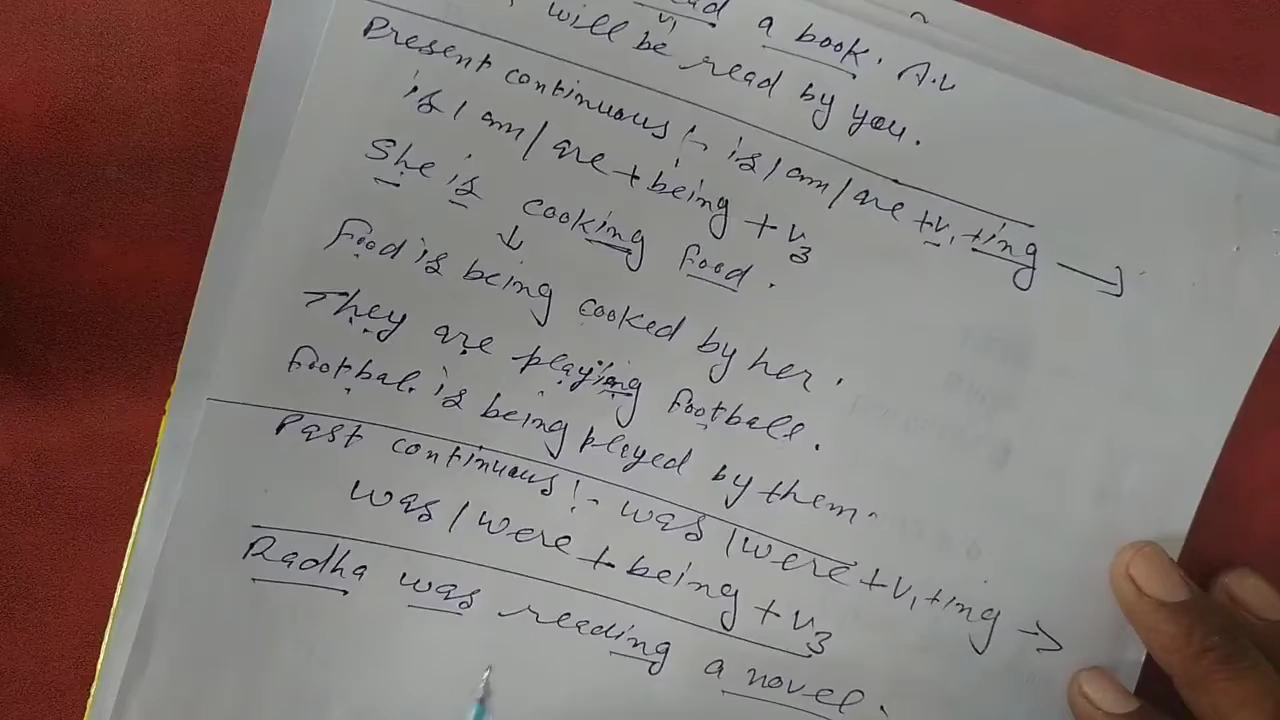 a book. A.V
will be read by you.
Present continuous :- is / am / are + v1 + ing →
is / am / are + being + v3
She is cooking food.
↓
Food is being cooked by her.
They are playing football.
Footbal. is being played by them.
Past continuous :- was / were + v1 + ing →
was / were + being + v3
Radha was reading a novel.